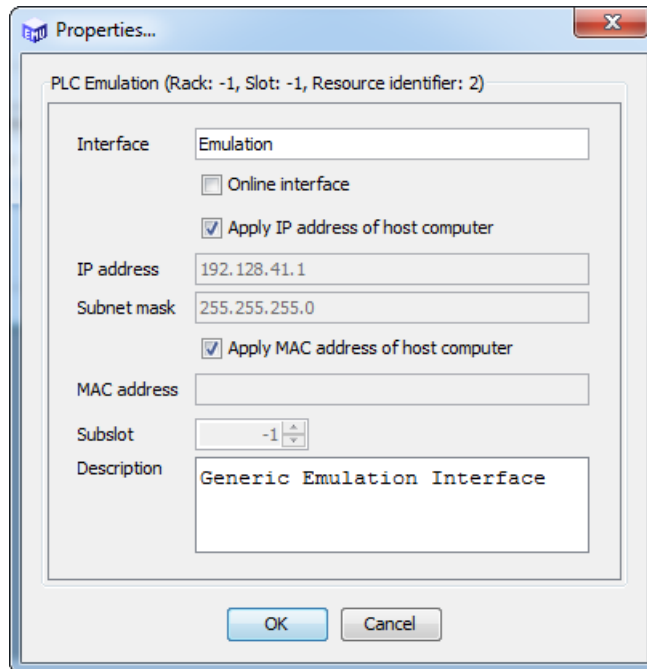 EMU Properties...
PLC Emulation (Rack: -1, Slot: -1, Resource identifier: 2)
Interface Emulation
Online interface
Apply IP address of host computer
IP address 192.128.41.1
Subnet mask 255.255.255.0
Apply MAC address of host computer
MAC address
Subslot -1
Description Generic Emulation Interface
OK Cancel